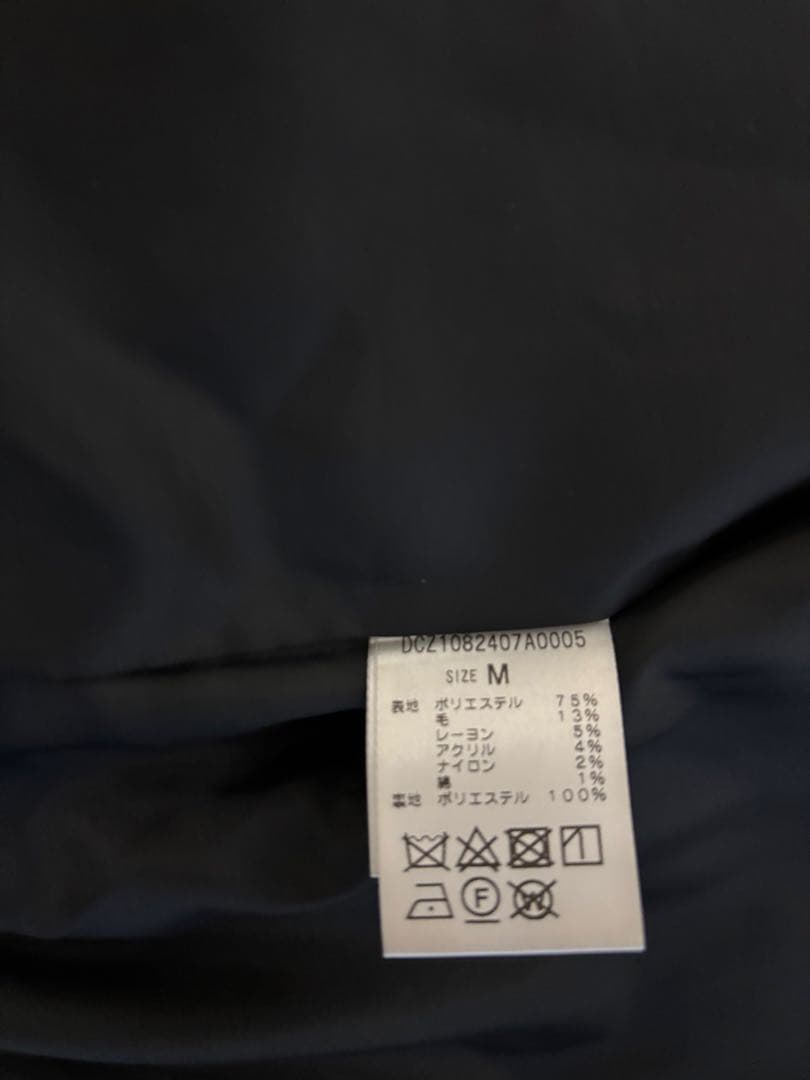 DCZ1082407A0005
SIZE M
表地 ポリエステル 75%
毛 13%
レーヨン 5%
アクリル 4%
ナイロン 2%
綿 1%
裏地 ポリエステル 100%
F
W